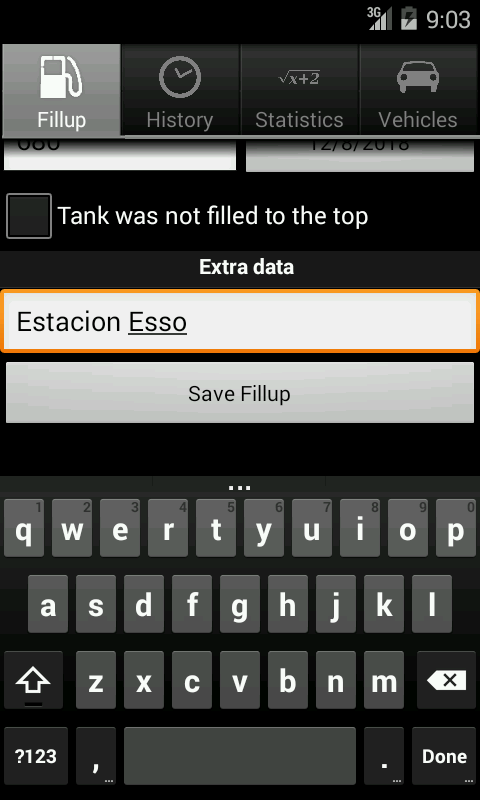 3G 9:03
Fillup History √x+2 Statistics Vehicles
080 12/8/2018
Tank was not filled to the top
Extra data
Estacion Esso
Save Fillup
...
1 2 3 4 5 6 7 8 9 0
q w e r t y u i o p
a s d f g h j k l
z x c v b n m
?123 , ... . ... Done ...